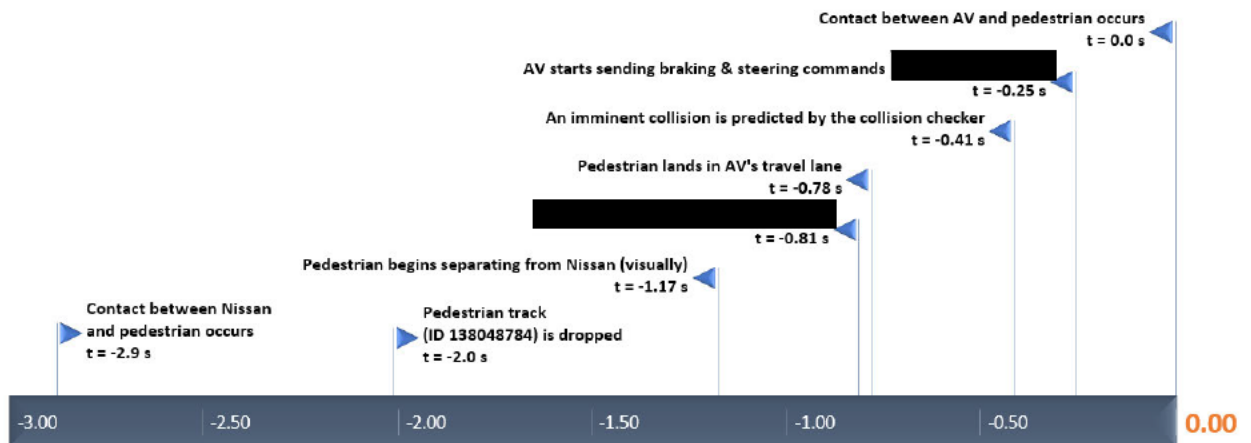 Contact between AV and pedestrian occurs
t = 0.0 s
AV starts sending braking & steering commands
t = -0.25 s
An imminent collision is predicted by the collision checker
t = -0.41 s
Pedestrian lands in AV's travel lane
t = -0.78 s
t = -0.81 s
Pedestrian begins separating from Nissan (visually)
t = -1.17 s
Contact between Nissan
and pedestrian occurs
t = -2.9 s
Pedestrian track
(ID 138048784) is dropped
t = -2.0 s
-3.00 -2.50 -2.00 -1.50 -1.00 -0.50 0.00